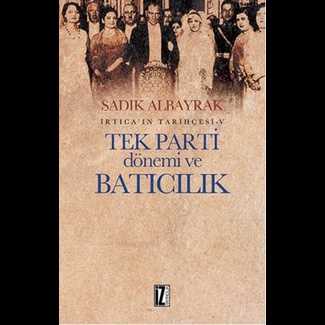 SADIK ALBAYRAK
İRTİCA'IN TARİHÇESİ-V
TEK PARTİ
dönemi ve
BATICILIK
İZ